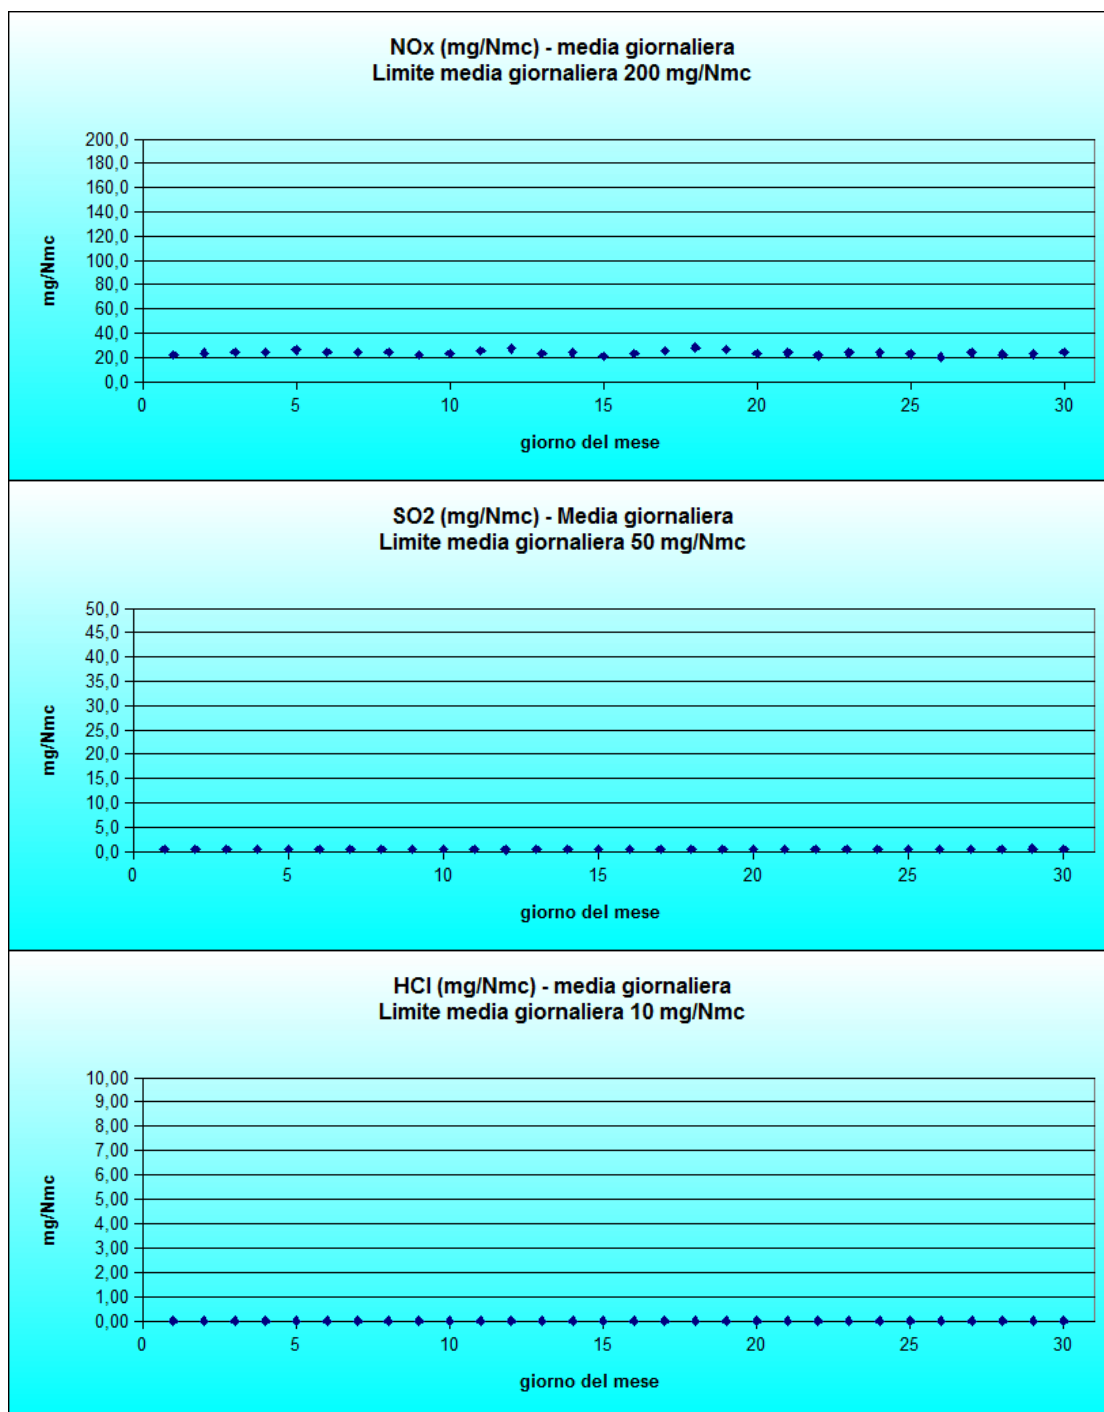 NOx (mg/Nmc) - media giornaliera
Limite media giornaliera 200 mg/Nmc
200,0
180,0
160,0
140,0
120,0
100,0
80,0
60,0
40,0
20,0
0,0
mg/Nmc
0 5 10 15 20 25 30
giorno del mese
SO2 (mg/Nmc) - Media giornaliera
Limite media giornaliera 50 mg/Nmc
50,0
45,0
40,0
35,0
30,0
25,0
20,0
15,0
10,0
5,0
0,0
mg/Nmc
0 5 10 15 20 25 30
giorno del mese
HCl (mg/Nmc) - media giornaliera
Limite media giornaliera 10 mg/Nmc
10,00
9,00
8,00
7,00
6,00
5,00
4,00
3,00
2,00
1,00
0,00
mg/Nmc
0 5 10 15 20 25 30
giorno del mese